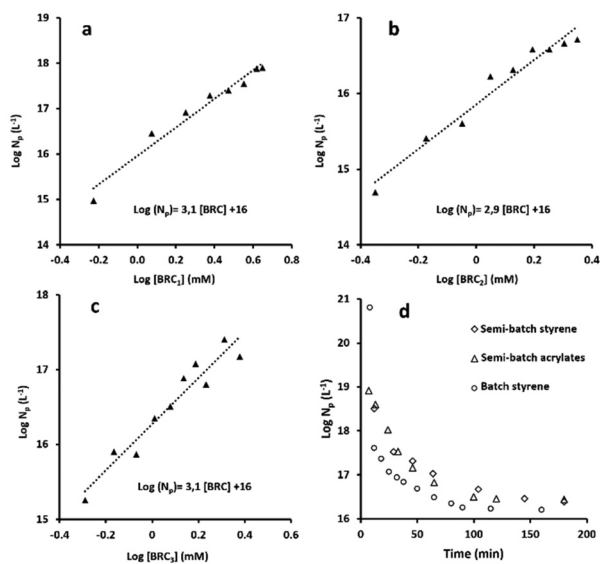 a
19
18
17
16
15
14
-0.4 -0.2 0.0 0.2 0.4 0.6 0.8
Log Nₚ (L⁻¹)
Log (Nₚ)= 3,1 [BRC] +16
Log [BRC₁] (mM)
b
17
16
15
14
-0.4 -0.2 0 0.2 0.4
Log Nₚ (L⁻¹)
Log (Nₚ)= 2,9 [BRC] +16
Log [BRC₂] (mM)
c
18
17
16
15
-0.4 -0.2 0 0.2 0.4 0.6
Log Nₚ (L⁻¹)
Log (Nₚ)= 3,1 [BRC] +16
Log [BRC₃] (mM)
d
21
20
19
18
17
16
0 50 100 150 200
Log Nₚ (L⁻¹)
Semi-batch styrene
Semi-batch acrylates
Batch styrene
Time (min)